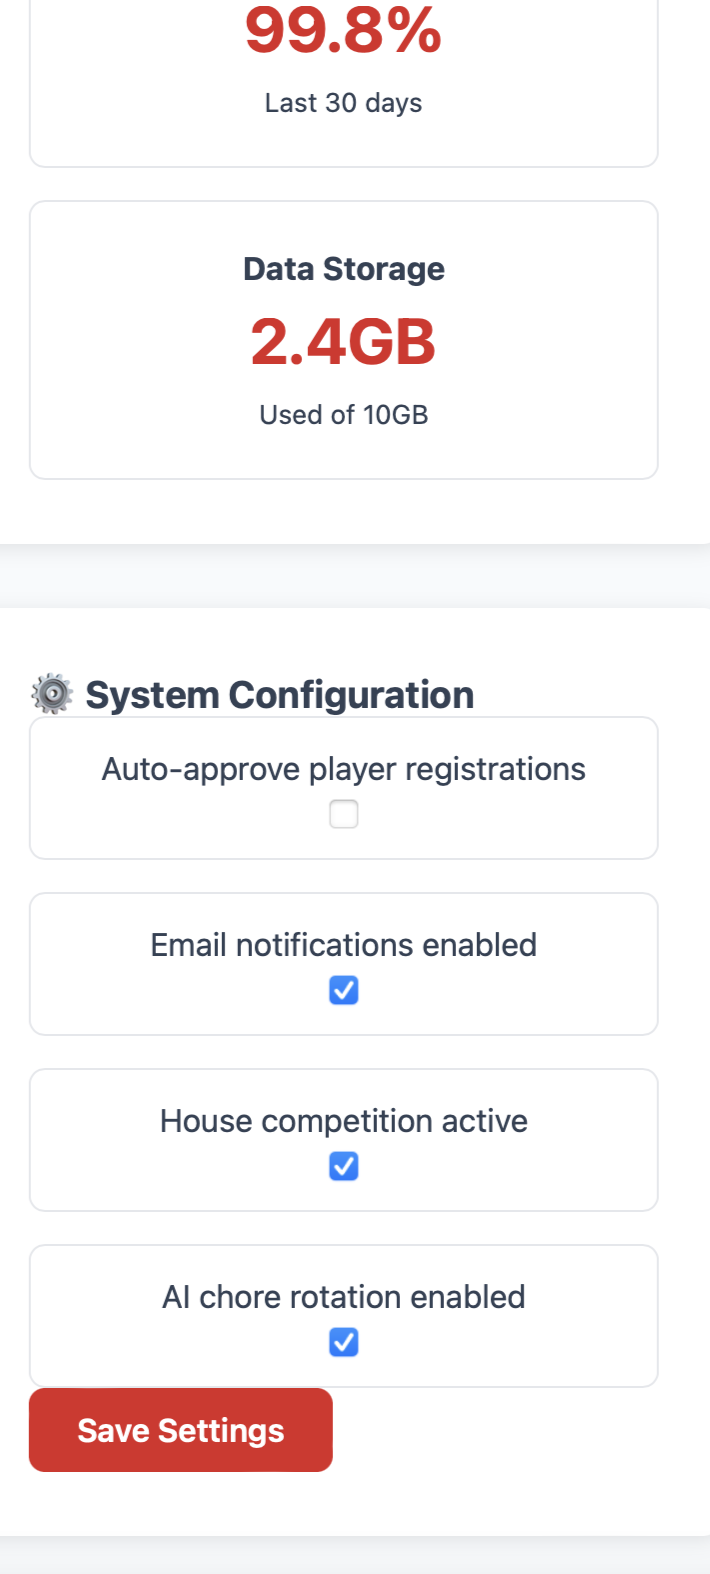 99.8%
Last 30 days
Data Storage
2.4GB
Used of 10GB
⚙️ System Configuration
Auto-approve player registrations
Email notifications enabled
House competition active
AI chore rotation enabled
Save Settings